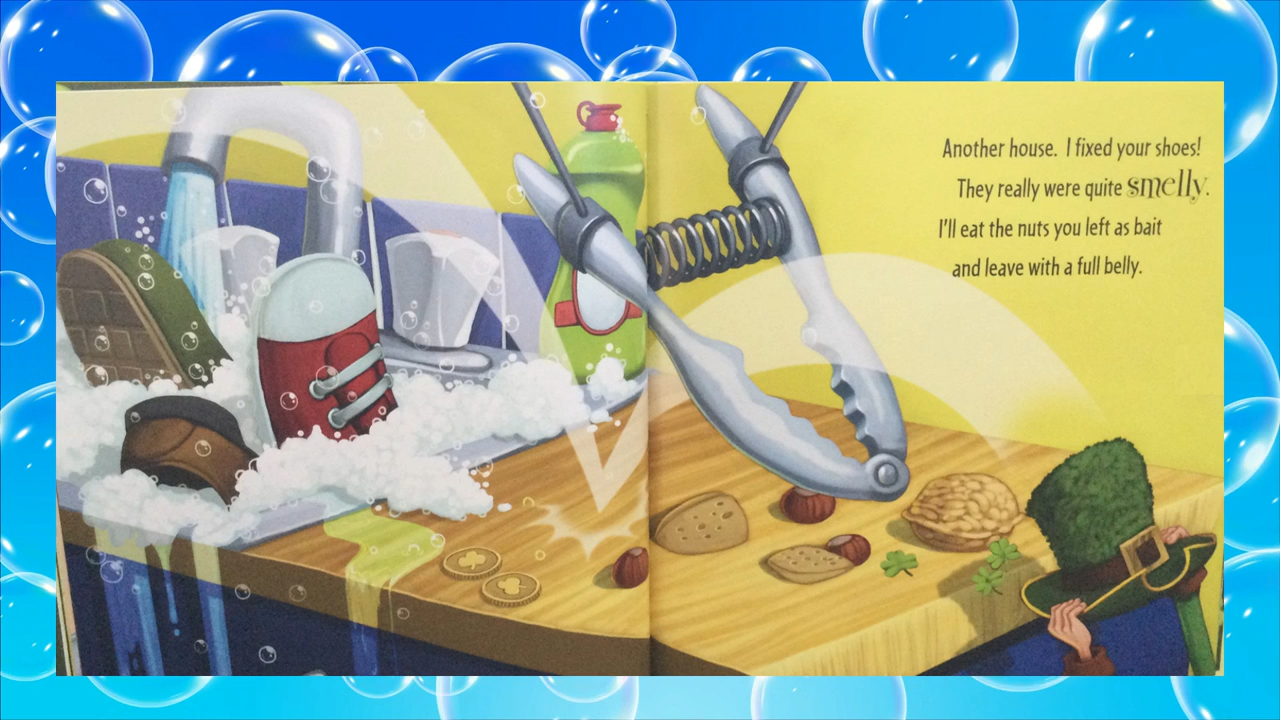 Another house. I fixed your shoes!
They really were quite smelly.
I'll eat the nuts you left as bait
and leave with a full belly.